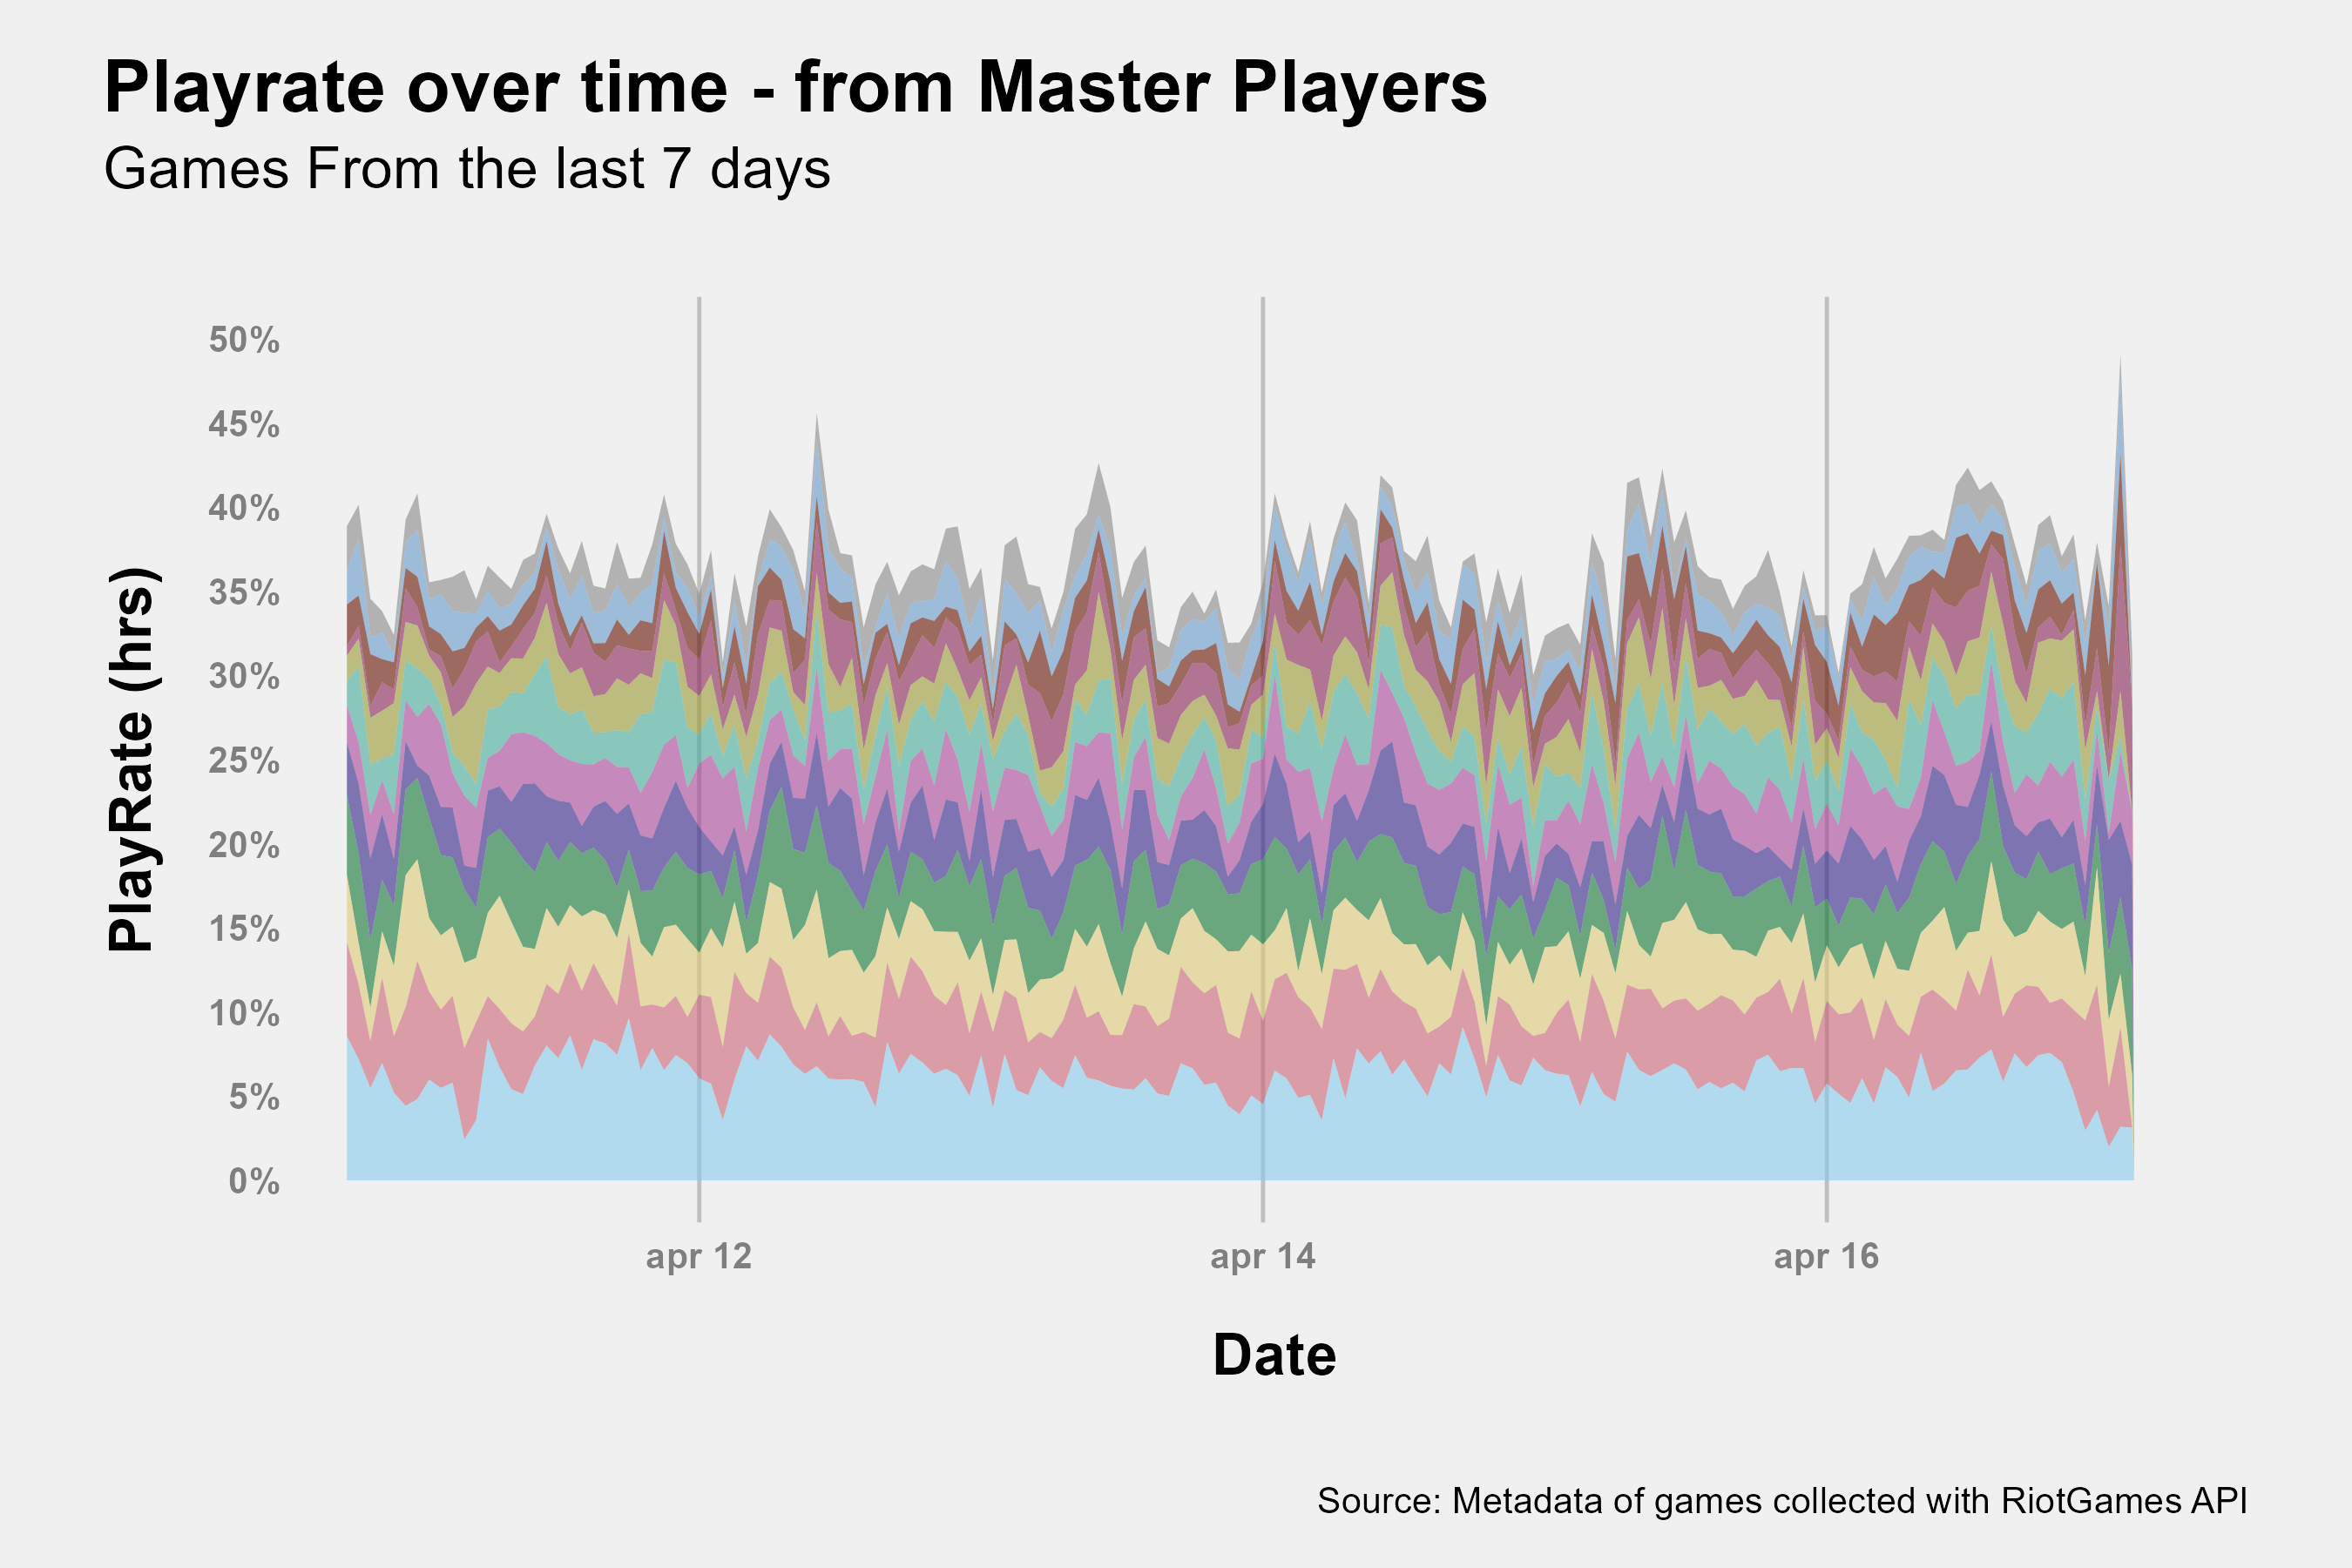 Playrate over time - from Master Players
Games From the last 7 days
50%
45%
40%
35%
30%
25%
20%
15%
10%
5%
0%
PlayRate (hrs)
apr 12
apr 14
apr 16
Date
Source: Metadata of games collected with RiotGames API